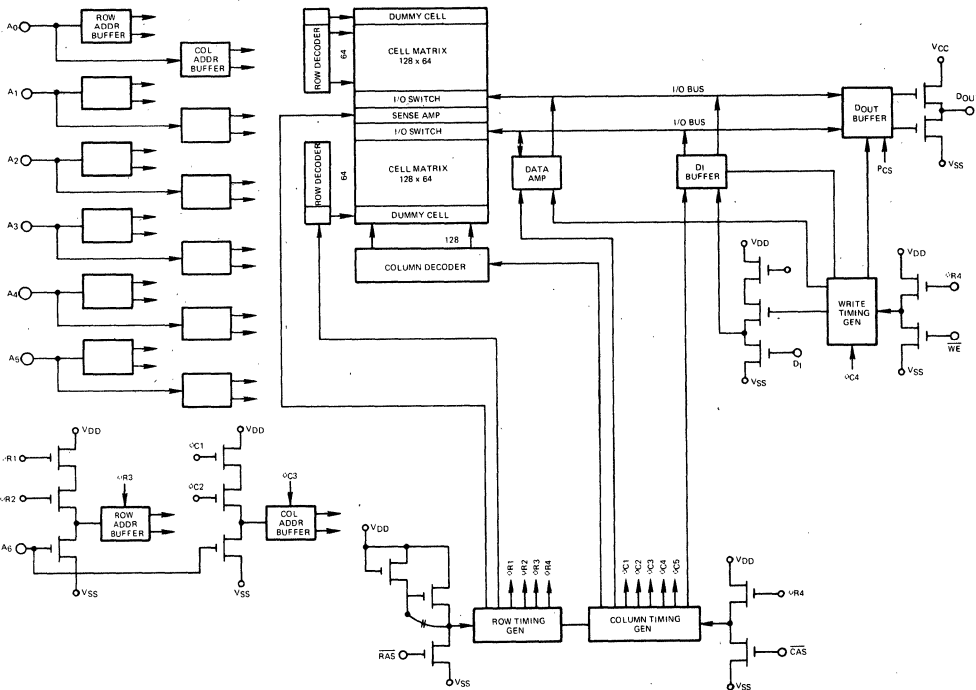 A0
ROW ADDR BUFFER
COL ADDR BUFFER
A1
A2
A3
A4
A5
ROW DECODER
64
DUMMY CELL
CELL MATRIX
128 x 64
I/O SWITCH
SENSE AMP
I/O SWITCH
ROW DECODER
64
CELL MATRIX
128 x 64
DUMMY CELL
128
COLUMN DECODER
I/O BUS
I/O BUS
DATA AMP
DI BUFFER
DOUT BUFFER
VCC
DOU
VSS
PCS
VDD
DI
VSS
WRITE TIMING GEN
φC4
VDD
φR4
WE
VSS
VDD
φR1
φR2
φR3
ROW ADDR BUFFER
A6
VSS
VDD
φC1
φC2
φC3
COL ADDR BUFFER
VSS
VDD
RAS
VSS
φR1
φR2
φR3
φR4
ROW TIMING GEN
φC1
φC2
φC3
φC4
φC5
COLUMN TIMING GEN
VDD
φR4
CAS
VSS